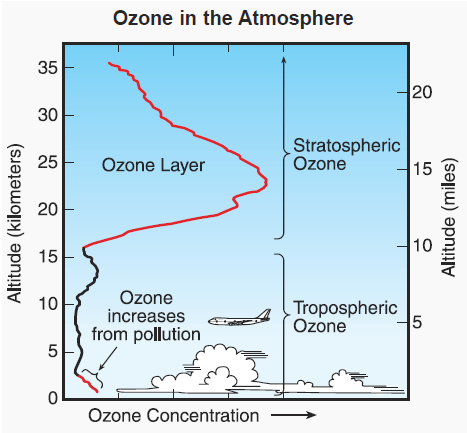 Ozone in the Atmosphere
Altitude (kilometers)
35
30
25
20
15
10
5
0
Ozone Layer
Stratospheric
Ozone
Ozone
increases
from pollution
Tropospheric
Ozone
20
15
10
5
Altitude (miles)
Ozone Concentration